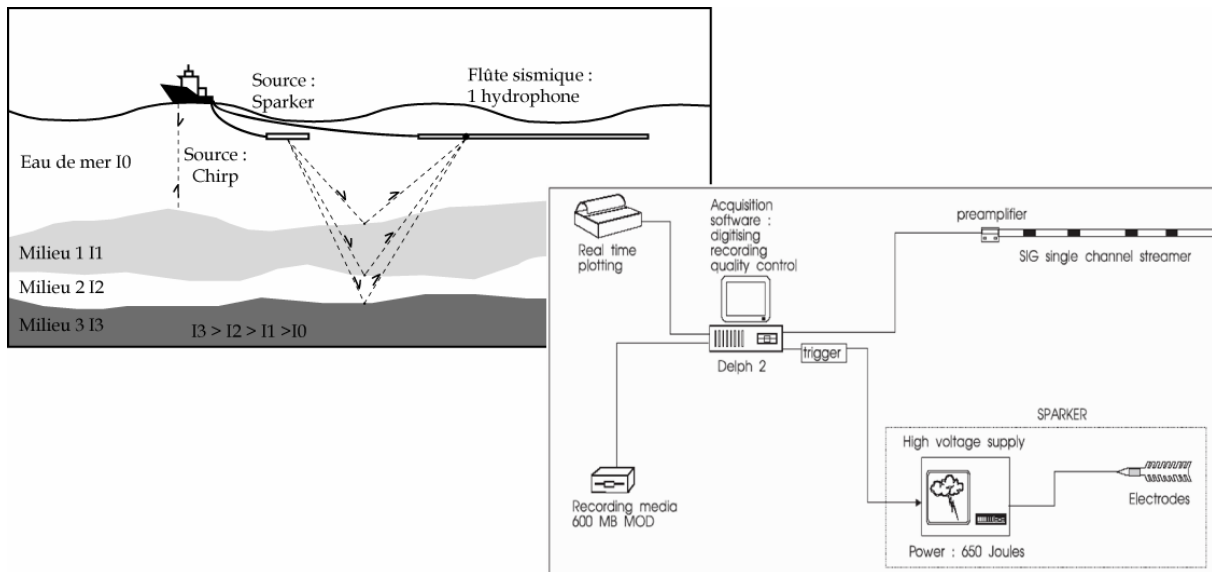 Source :
Sparker
Flûte sismique :
1 hydrophone
Eau de mer I0
Source :
Chirp
Milieu 1 I1
Milieu 2 I2
Milieu 3 I3
I3 > I2 > I1 >I0
Real time
plotting
Acquisition
software :
digitising
recording
quality control
preamplifier
SIG single channel streamer
Delph 2
trigger
Recording media
600 MB MOD
SPARKER
High voltage supply
Electrodes
Power : 650 Joules